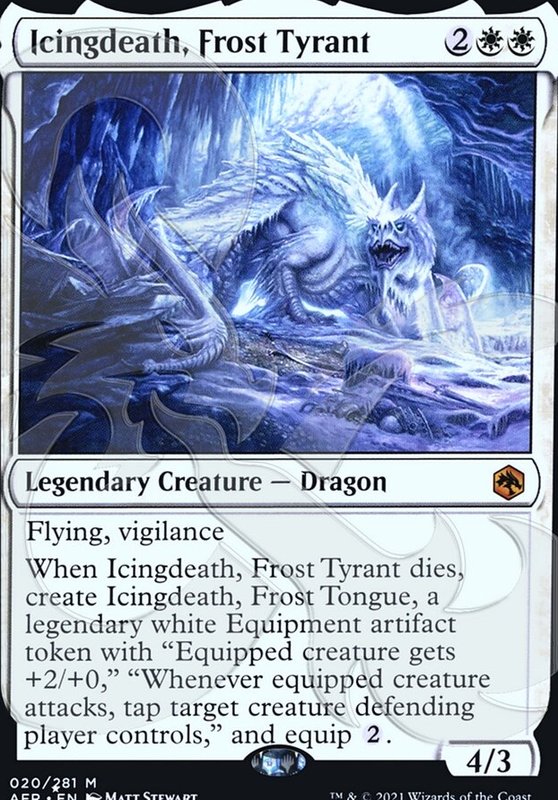 Icingdeath, Frost Tyrant 2
Legendary Creature — Dragon
Flying, vigilance
When Icingdeath, Frost Tyrant dies,
create Icingdeath, Frost Tongue, a
legendary white Equipment artifact
token with “Equipped creature gets
+2/+0,” “Whenever equipped creature
attacks, tap target creature defending
player controls,” and equip 2.
4/3
020/281 M
AFR • EN MATT STEWART
™ & © 2021 Wizards of the Coast